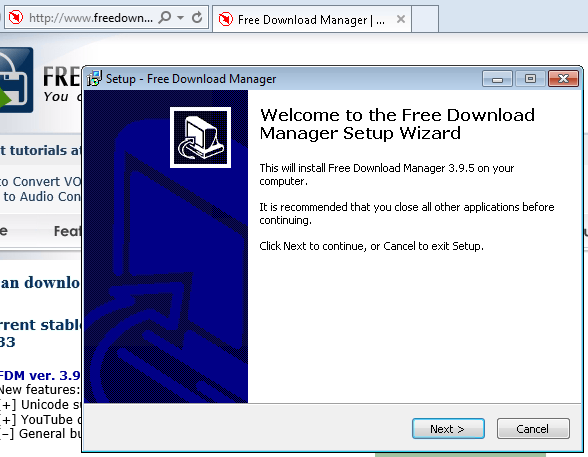 http://www.freedown...
Free Download Manager | ...
FREE
You c
Setup - Free Download Manager
Welcome to the Free Download
Manager Setup Wizard
This will install Free Download Manager 3.9.5 on your
computer.
It is recommended that you close all other applications before
continuing.
Click Next to continue, or Cancel to exit Setup.
Next >
Cancel
t tutorials at
to Convert VO
to Audio Con
e
Feat
an downlo
rrent stabl
33
FDM ver. 3.9
New features:
[+] Unicode su
[+] YouTube d
[-] General bu